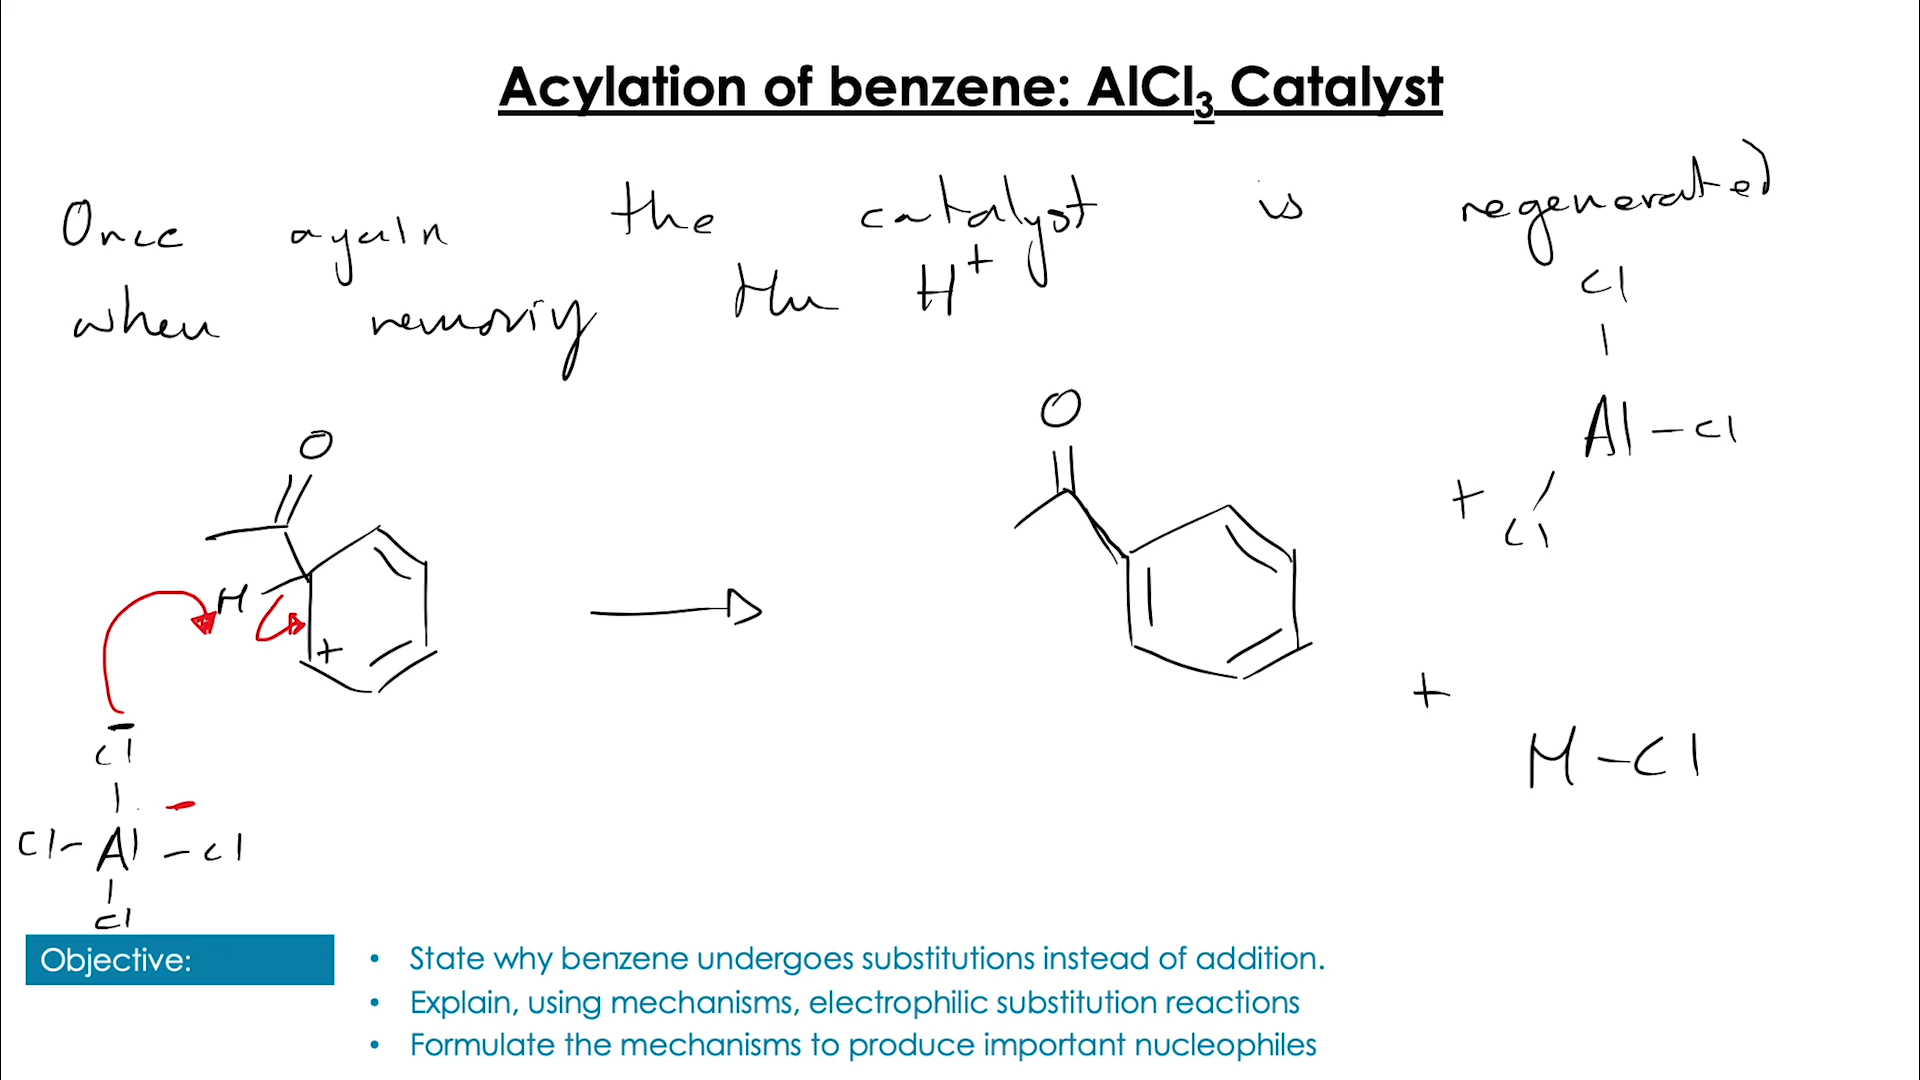 Acylation of benzene: AlCl₃ Catalyst
Once again the catalyst is regenerated
when removing the H⁺
O
H
+
Cl⁻
Cl-Al-Cl
-
Cl
O
+
Cl
Al-Cl
Cl
+
H-Cl
Objective:
• State why benzene undergoes substitutions instead of addition.
• Explain, using mechanisms, electrophilic substitution reactions
• Formulate the mechanisms to produce important nucleophiles